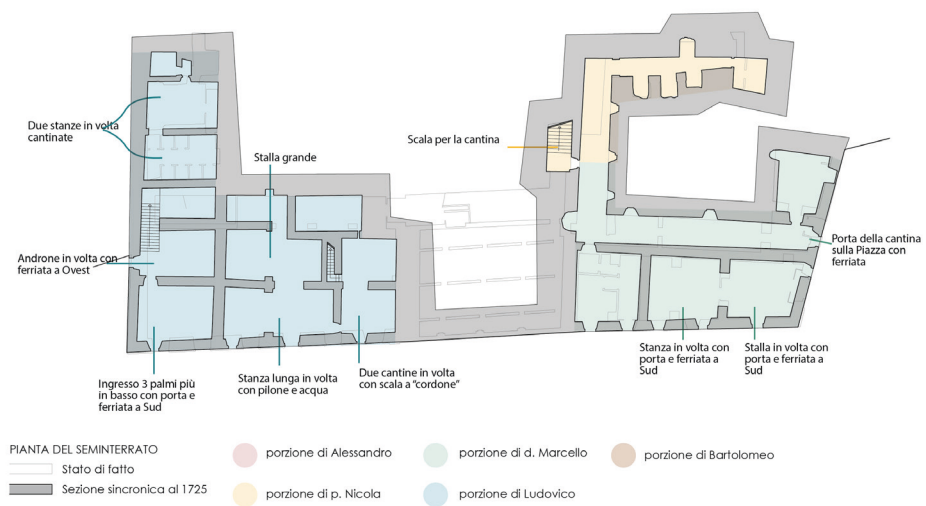 Due stanze in volta
cantinate
Stalla grande
Scala per la cantina
Androne in volta con
ferriata a Ovest
Porta della cantina
sulla Piazza con
ferriata
Ingresso 3 palmi più
in basso con porta e
ferriata a Sud
Stanza lunga in volta
con pilone e acqua
Due cantine in volta
con scala a "cordone"
Stanza in volta con
porta e ferriata a
Sud
Stalla in volta con
porta e ferriata a
Sud
PIANTA DEL SEMINTERRATO
Stato di fatto
Sezione sincronica al 1725
porzione di Alessandro
porzione di d. Marcello
porzione di Bartolomeo
porzione di p. Nicola
porzione di Ludovico